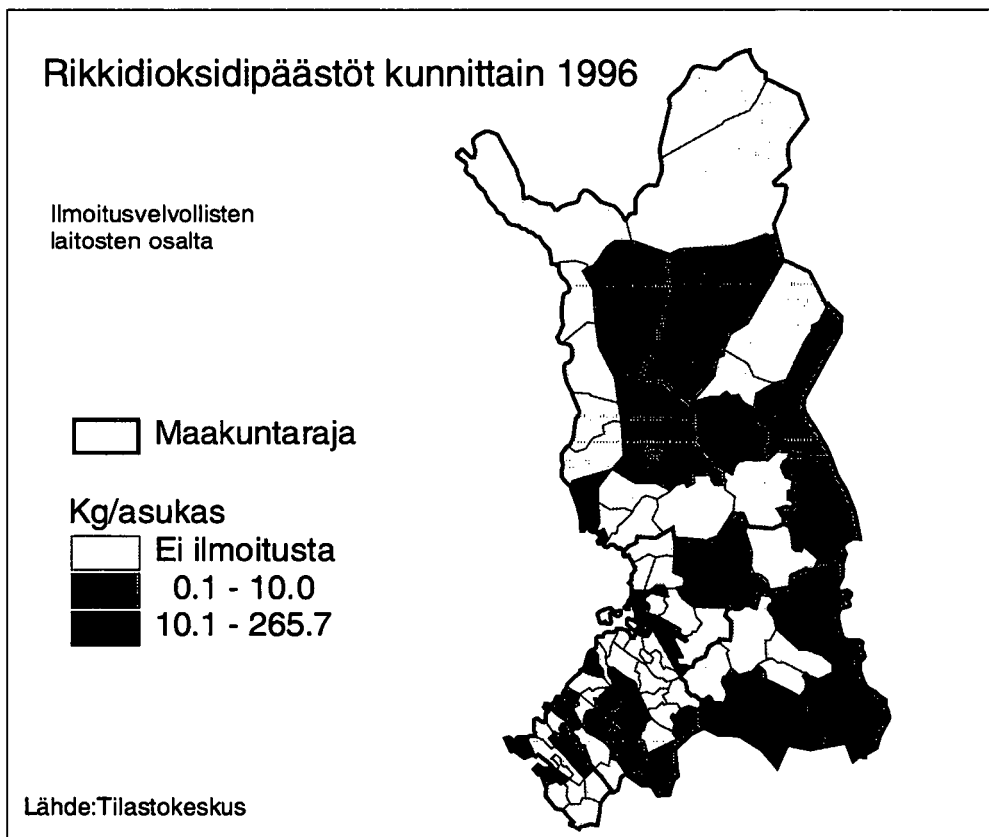 Rikkidioksidipäästöt kunnittain 1996
Ilmoitusvelvollisten
laitosten osalta
Maakuntaraja
Kg/asukas
Ei ilmoitusta
0.1 - 10.0
10.1 - 265.7
Lähde:Tilastokeskus